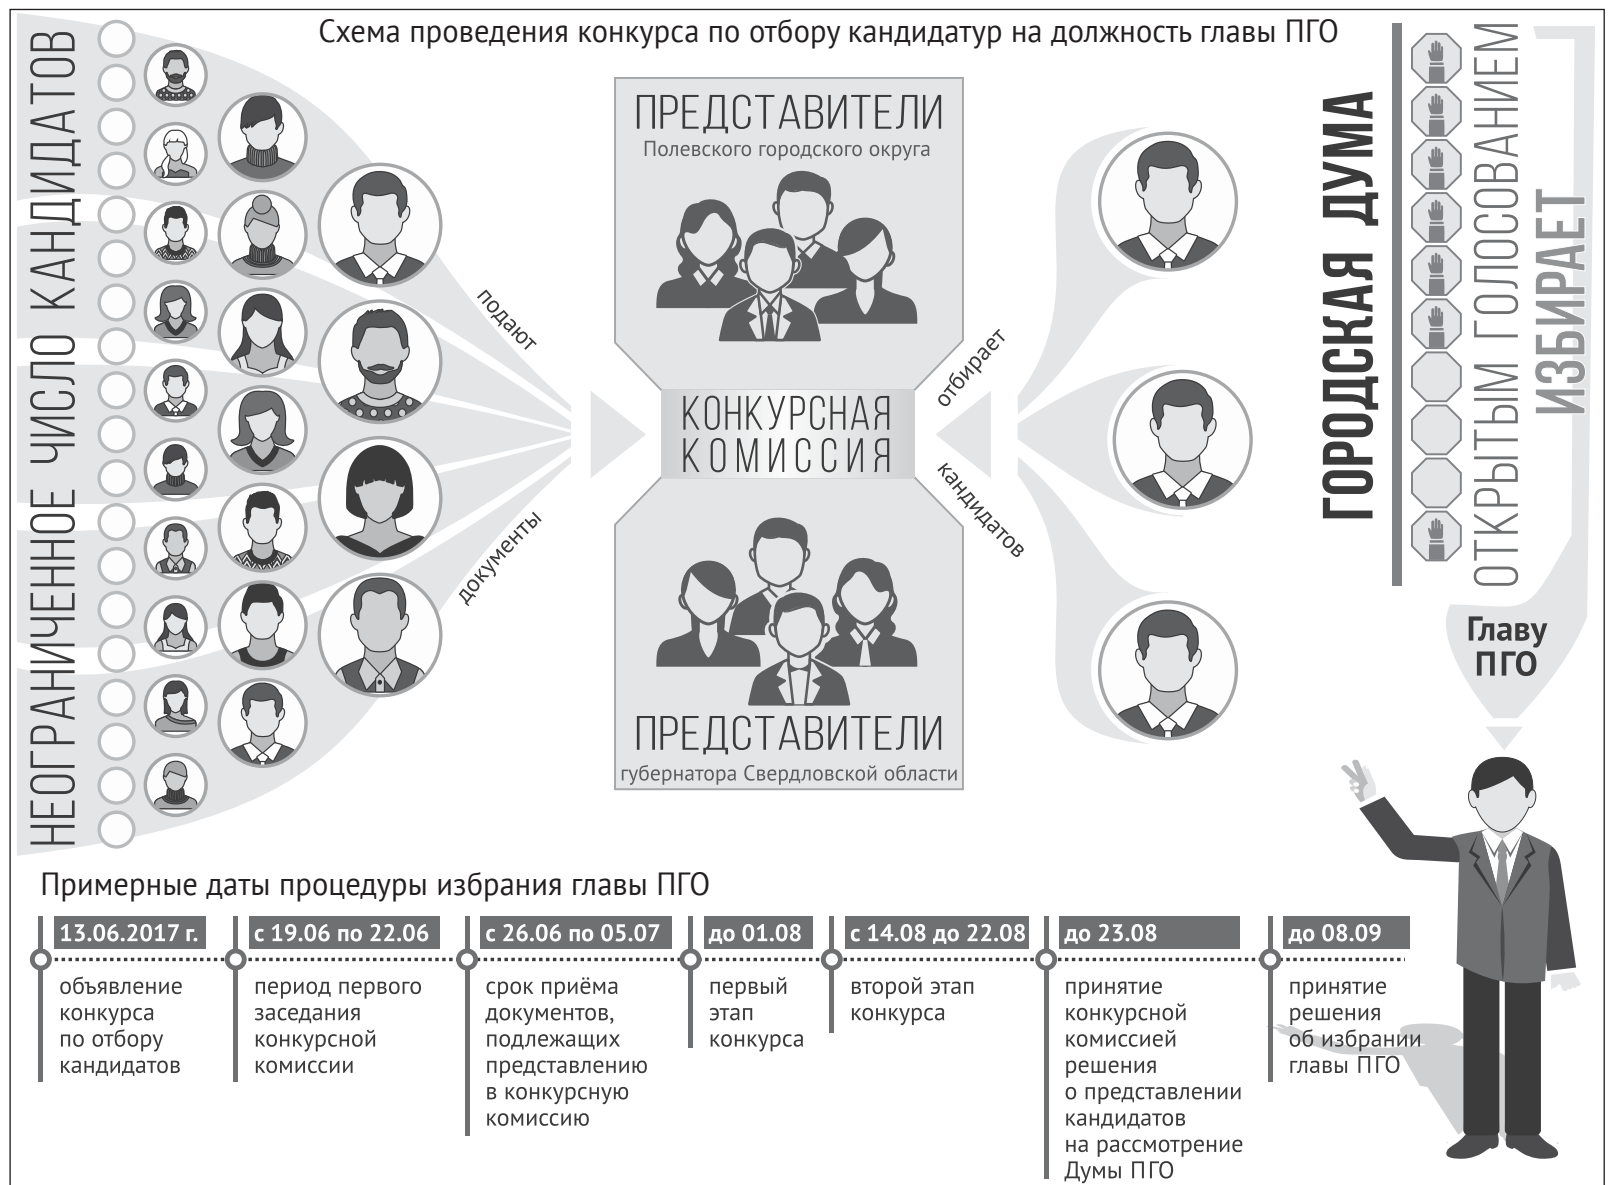 Схема проведения конкурса по отбору кандидатур на должность главы ПГО
НЕОГРАНИЧЕННОЕ ЧИСЛО КАНДИДАТОВ
подают
документы
ПРЕДСТАВИТЕЛИ
Полевского городского округа
КОНКУРСНАЯ
КОМИССИЯ
ПРЕДСТАВИТЕЛИ
губернатора Свердловской области
отбирает
кандидатов
ГОРОДСКАЯ ДУМА
ОТКРЫТЫМ ГОЛОСОВАНИЕМ
ИЗБИРАЕТ
Главу
ПГО
Примерные даты процедуры избрания главы ПГО
13.06.2017 г.
объявление
конкурса
по отбору
кандидатов
с 19.06 по 22.06
период первого
заседания
конкурсной
комиссии
с 26.06 по 05.07
срок приёма
документов,
подлежащих
представлению
в конкурсную
комиссию
до 01.08
первый
этап
конкурса
с 14.08 до 22.08
второй этап
конкурса
до 23.08
принятие
конкурсной
комиссией
решения
о представлении
кандидатов
на рассмотрение
Думы ПГО
до 08.09
принятие
решения
об избрании
главы ПГО